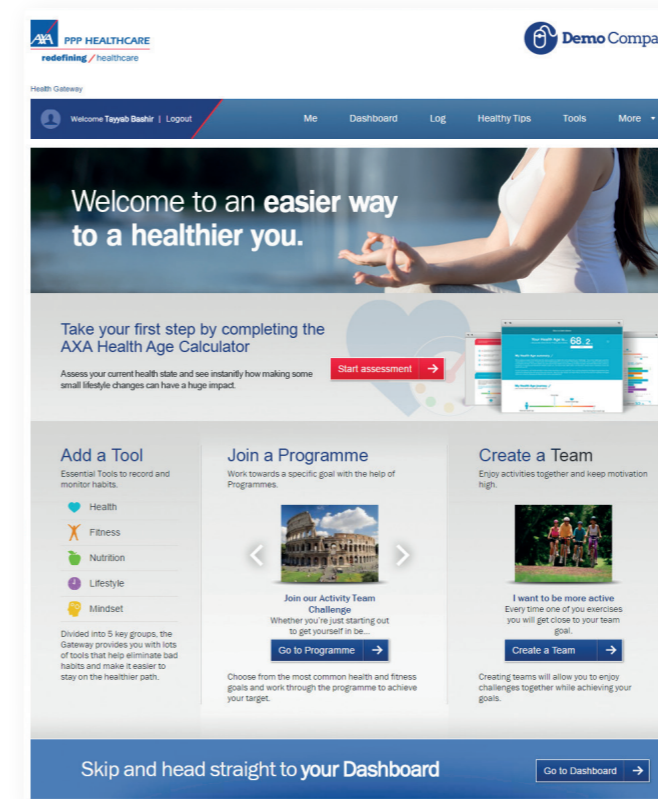 AXA PPP HEALTHCARE
redefining / healthcare
Demo Compa
Health Gateway
Welcome Tayyab Bashir | Logout
Me Dashboard Log Healthy Tips Tools More
Welcome to an easier way
to a healthier you.
Take your first step by completing the
AXA Health Age Calculator
Assess your current health state and see instantly how making some
small lifestyle changes can have a huge impact.
Start assessment
68 2
Add a Tool
Essential Tools to record and
monitor habits.
Health
Fitness
Nutrition
Lifestyle
Mindset
Divided into 5 key groups, the
Gateway provides you with lots
of tools that help eliminate bad
habits and make it easier to
stay on the healthier path.
Join a Programme
Work towards a specific goal with the help of
Programmes.
Join our Activity Team
Challenge
Whether you're just starting out
to get yourself in be...
Go to Programme
Choose from the most common health and fitness
goals and work through the programme to achieve
your target.
Create a Team
Enjoy activities together and keep motivation
high.
I want to be more active
Every time one of you exercises
you will get close to your team
goal.
Create a Team
Creating teams will allow you to enjoy
challenges together while achieving your
goals.
Skip and head straight to your Dashboard
Go to Dashboard